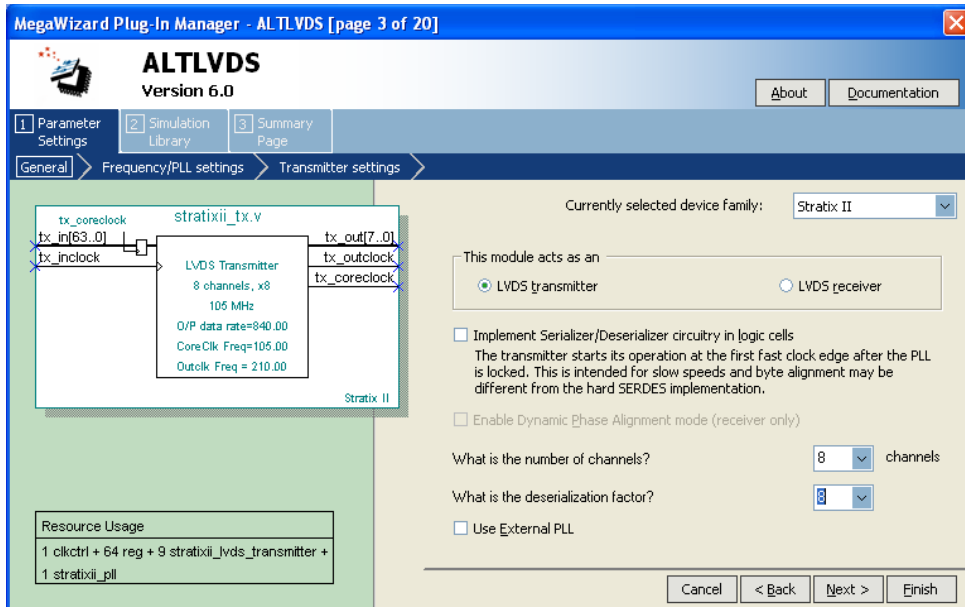 MegaWizard Plug-In Manager - ALTLVDS [page 3 of 20]
ALTLVDS
Version 6.0
About
Documentation
1 Parameter Settings
2 Simulation Library
3 Summary Page
General
Frequency/PLL settings
Transmitter settings
tx_coreclock
stratixii_tx.v
tx_in[63..0]
tx_out[7..0]
tx_inclock
tx_outclock
tx_coreclock
LVDS Transmitter
8 channels, x8
105 MHz
O/P data rate=840.00
CoreClk Freq=105.00
Outclk Freq = 210.00
Stratix II
Resource Usage
1 clkctrl + 64 reg + 9 stratixii_lvds_transmitter +
1 stratixii_pll
Currently selected device family:
Stratix II
This module acts as an
LVDS transmitter
LVDS receiver
Implement Serializer/Deserializer circuitry in logic cells
The transmitter starts its operation at the first fast clock edge after the PLL
is locked. This is intended for slow speeds and byte alignment may be
different from the hard SERDES implementation.
Enable Dynamic Phase Alignment mode (receiver only)
What is the number of channels?
8
channels
What is the deserialization factor?
8
Use External PLL
Cancel
< Back
Next >
Finish